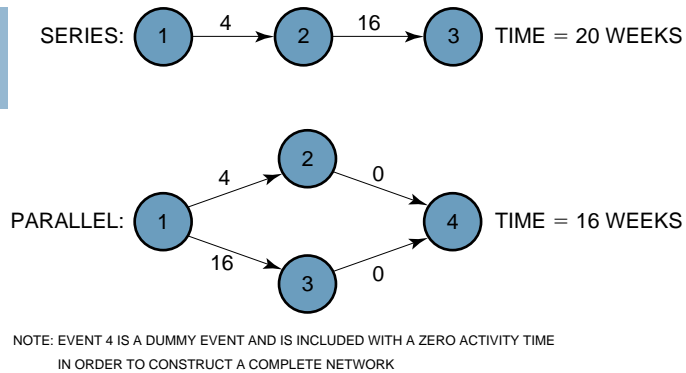 SERIES: 1 4 2 16 3 TIME = 20 WEEKS
2
4 0
PARALLEL: 1 4 TIME = 16 WEEKS
16 0
3
NOTE: EVENT 4 IS A DUMMY EVENT AND IS INCLUDED WITH A ZERO ACTIVITY TIME
IN ORDER TO CONSTRUCT A COMPLETE NETWORK